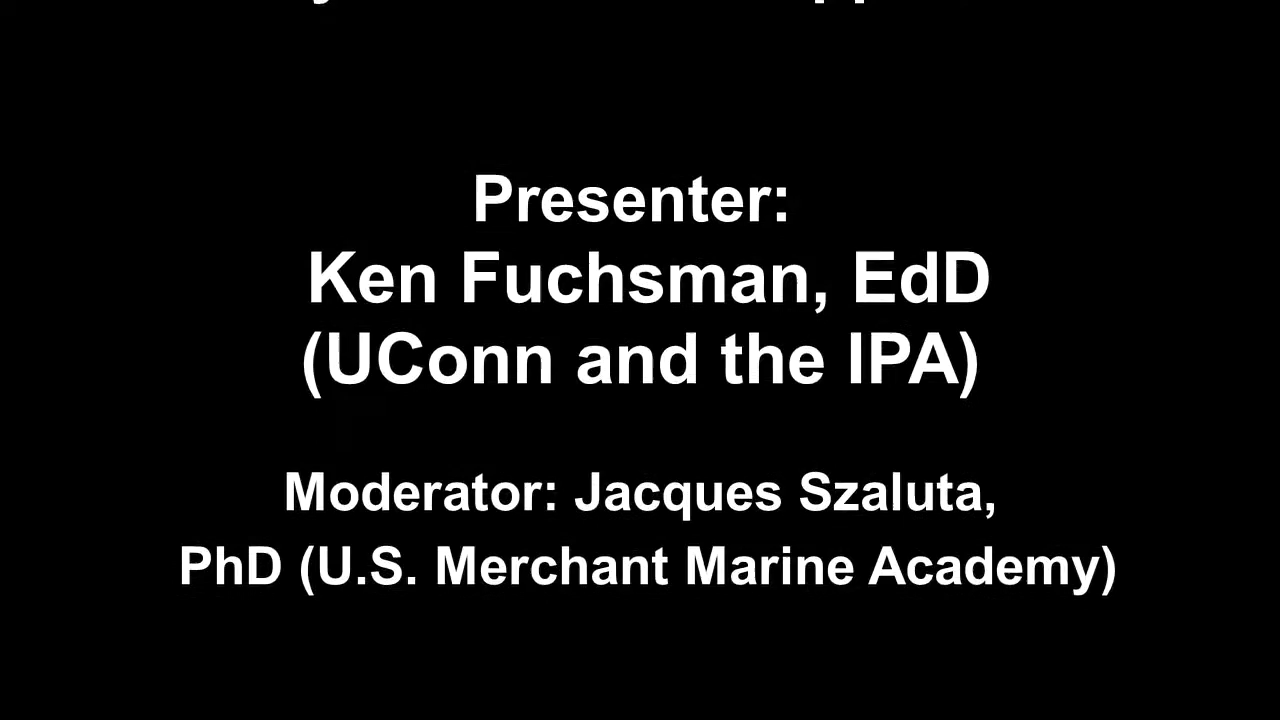 Presenter:
Ken Fuchsman, EdD
(UConn and the IPA)
Moderator: Jacques Szaluta,
PhD (U.S. Merchant Marine Academy)